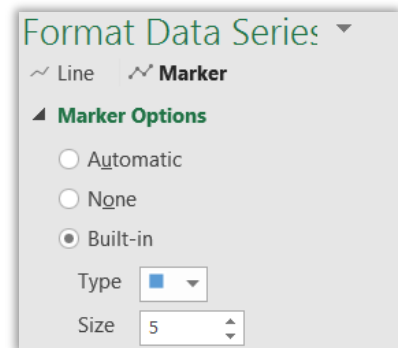 Format Data Series
Line Marker
Marker Options
Automatic
None
Built-in
Type
Size 5